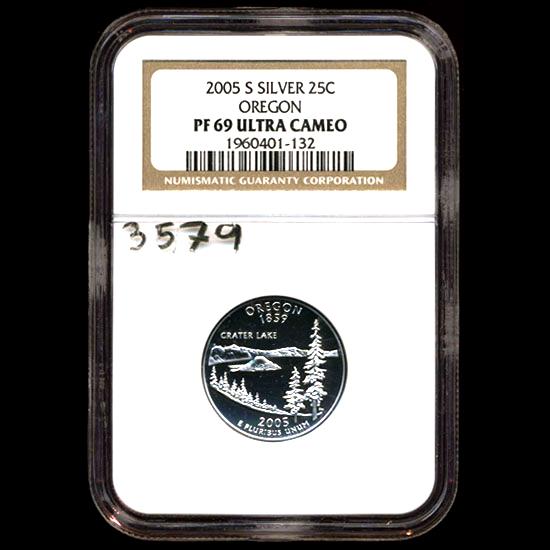 2005 S SILVER 25C
OREGON
PF 69 ULTRA CAMEO
1960401-132
NUMISMATIC GUARANTY CORPORATION
3579
OREGON
1859
CRATER LAKE
2005
E PLURIBUS UNUM